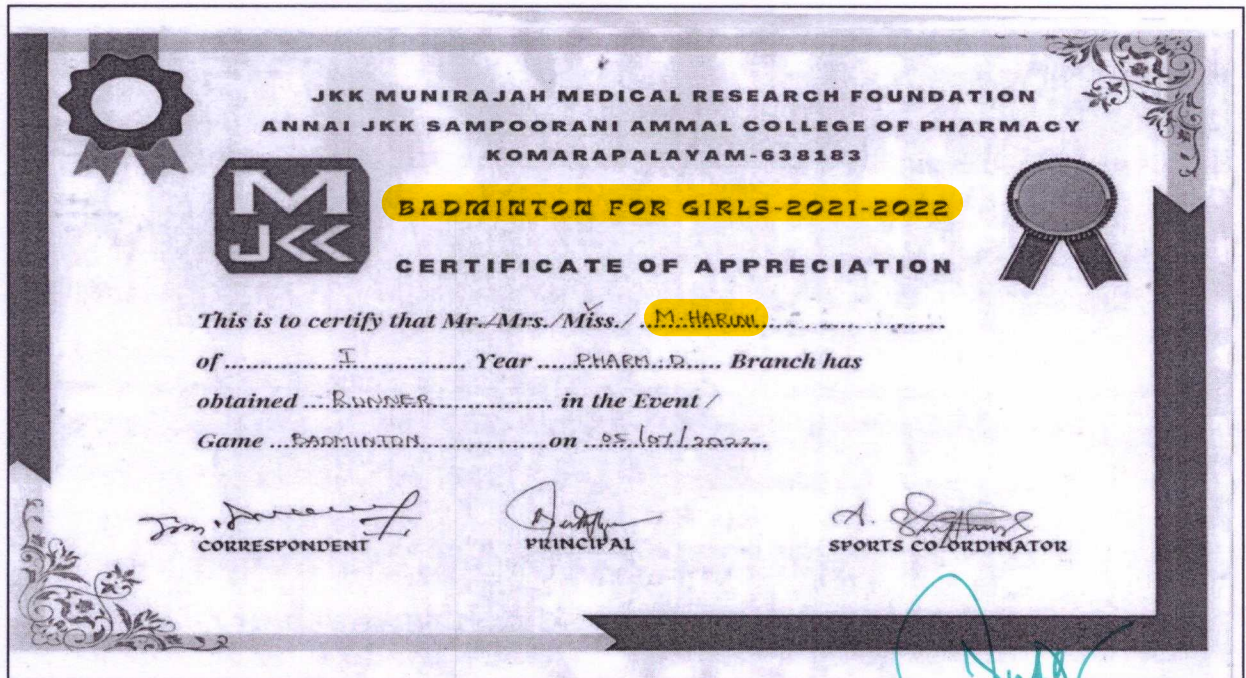 JKK MUNIRAJAH MEDICAL RESEARCH FOUNDATION
ANNAI JKK SAMPOORANI AMMAL COLLEGE OF PHARMACY
KOMARAPALAYAM-638183
M
JKK
BADMINTON FOR GIRLS-2021-2022
CERTIFICATE OF APPRECIATION
This is to certify that Mr./Mrs./Miss./ M.HARINI
of I Year PHARM.D Branch has
obtained RUNNER in the Event /
Game BADMINTON on 05/07/2022
CORRESPONDENT PRINCIPAL SPORTS CO-ORDINATOR